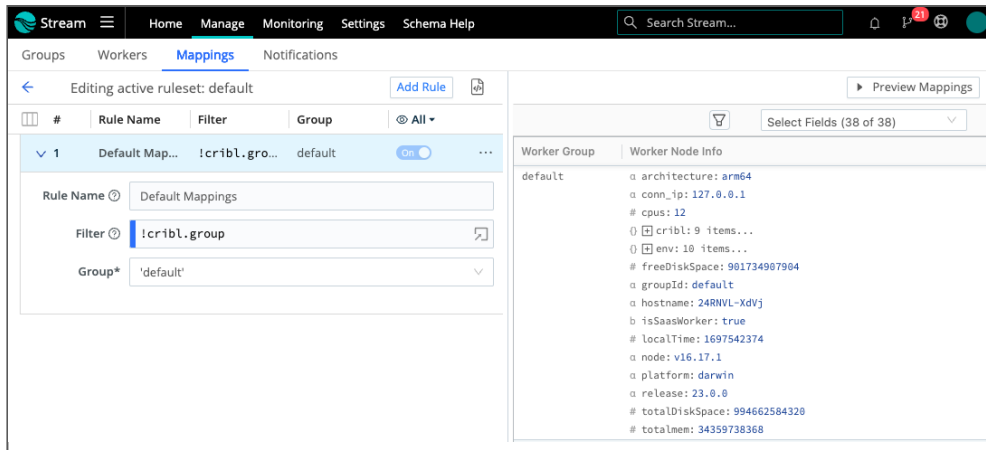 Stream Home Manage Monitoring Settings Schema Help Search Stream... 21
Groups Workers Mappings Notifications
Editing active ruleset: default Add Rule
Preview Mappings
# Rule Name Filter Group All
Select Fields (38 of 38)
1 Default Map... !cribl.gro... default On ...
Rule Name Default Mappings
Filter !cribl.group
Group* 'default'
Worker Group Worker Node Info
default
α architecture: arm64
α conn_ip: 127.0.0.1
# cpus: 12
{} + cribl: 9 items...
{} + env: 10 items...
# freeDiskSpace: 901734907904
α groupId: default
α hostname: 24RNVL-XdVj
b isSaasWorker: true
# localTime: 1697542374
α node: v16.17.1
α platform: darwin
α release: 23.0.0
# totalDiskSpace: 994662584320
# totalmem: 34359738368